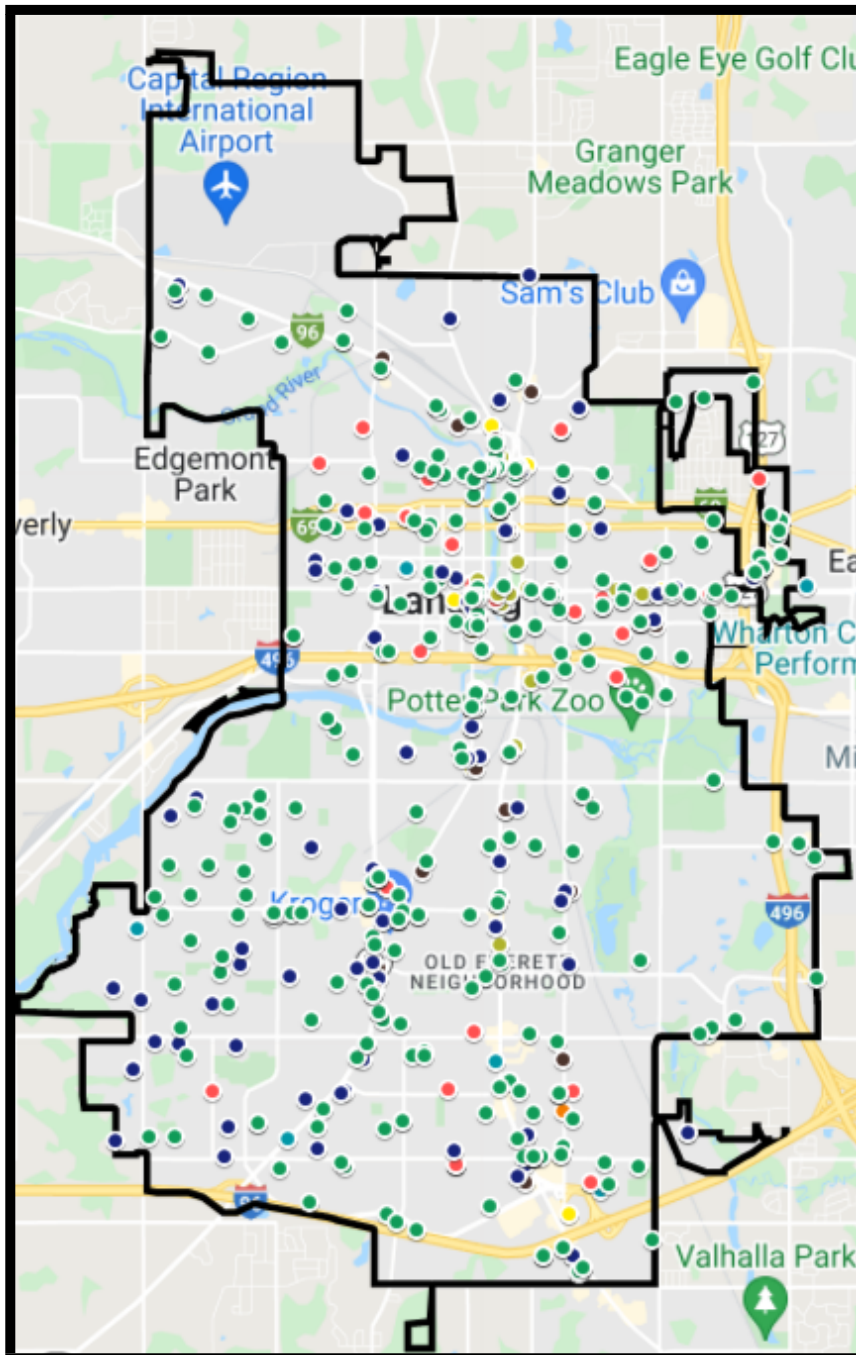 Eagle Eye Golf Clu
Capital Region
International
Airport
Granger
Meadows Park
Sam's Club
96
Grand River
127
Edgemont
Park
69
69
verly
Ea
Lansing
Wharton C
Perform
496
Potter Park Zoo
Mi
Kroger
496
OLD EVERETT
NEIGHBORHOOD
96
Valhalla Park